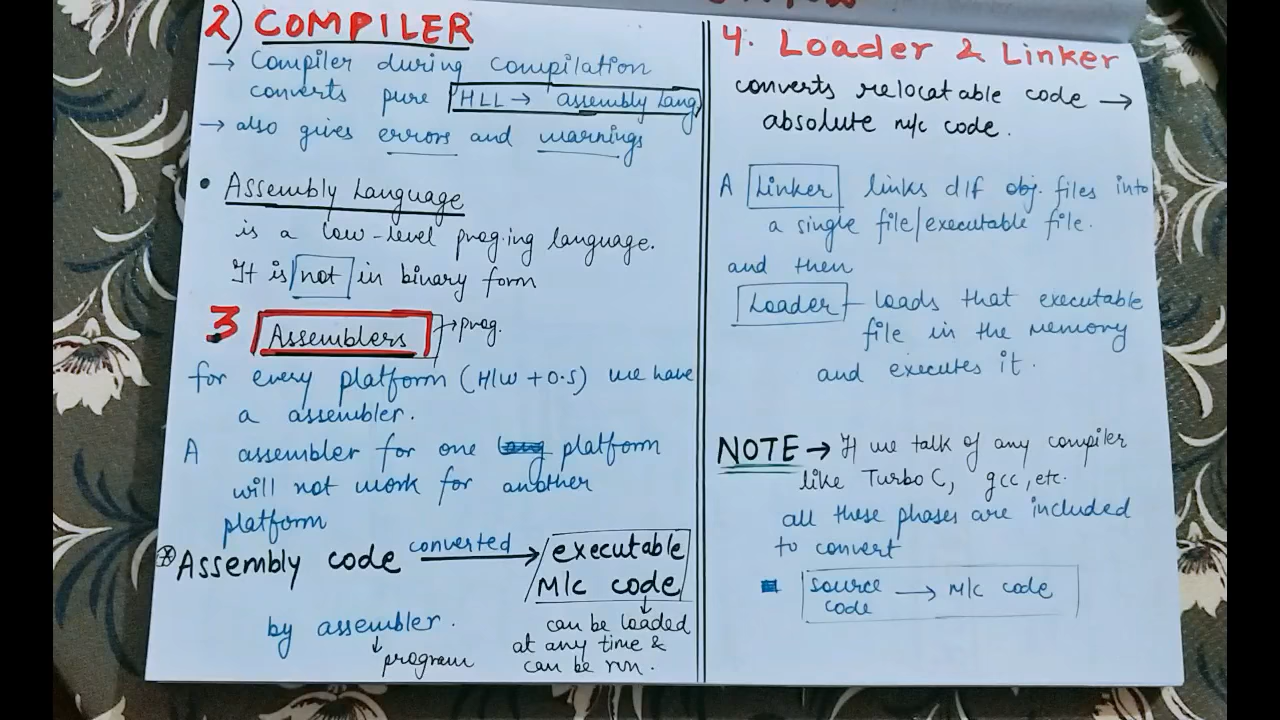 2) COMPILER
→ Compiler during compilation
converts pure HLL → assembly lang
→ also gives errors and warnings
• Assembly Language
is a low-level prog.ing language.
It is not in binary form
3 Assemblers → prog.
for every platform (H/W + O.S) we have
a assembler.
A assembler for one platform
will not work for another
platform
Assembly code converted → executable
M/c code
by assembler.
↓ program
↓ can be loaded
at any time &
can be run.
4. Loader & Linker
converts relocatable code →
absolute m/c code.
A Linker links d/f obj. files into
a single file/executable file.
and then
Loader – loads that executable
file in the memory
and executes it.
NOTE → If we talk of any compiler
like Turbo C, gcc, etc.
all these phases are included
to convert
source code → M/c code